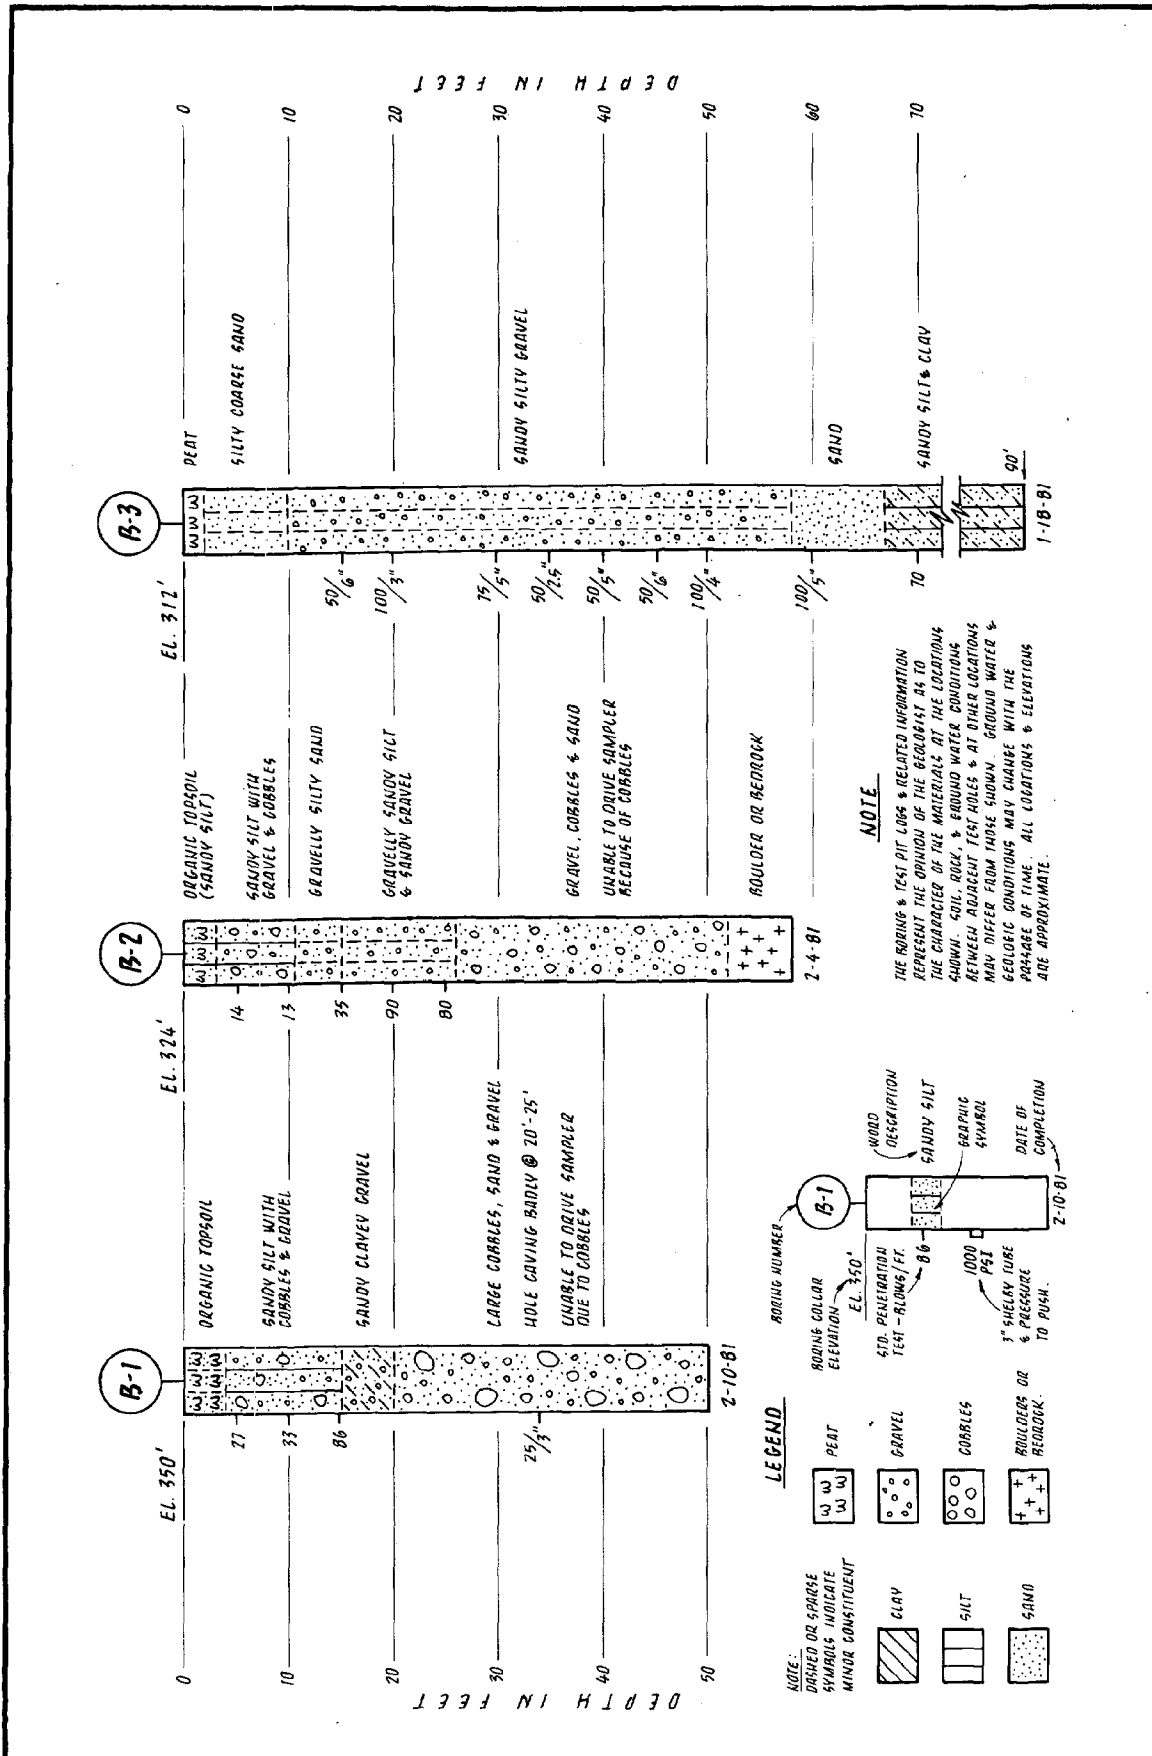 B-1
EL. 350'
ORGANIC TOPSOIL
SANDY SILT WITH
COBBLES & GRAVEL
SANDY CLAYEY GRAVEL
LARGE COBBLES, SAND & GRAVEL
HOLE CAVING BADLY @ 20'-25'
UNABLE TO DRIVE SAMPLER
DUE TO COBBLES
27
33
86
25/3"
2-10-81
B-2
EL. 324'
ORGANIC TOPSOIL
(SANDY SILT)
SANDY SILT WITH
GRAVEL & COBBLES
GRAVELLY SILTY SAND
GRAVELLY SANDY SILT
& SANDY GRAVEL
GRAVEL, COBBLES & SAND
UNABLE TO DRIVE SAMPLER
BECAUSE OF COBBLES
BOULDER OR BEDROCK
14
13
35
90
80
2-4-81
B-3
EL. 312'
PEAT
SILTY COARSE SAND
SANDY SILTY GRAVEL
SAND
SANDY SILT & CLAY
50/6"
100/3"
75/5"
50/2.5"
50/5"
50/6"
100/4"
100/5"
70
90'
1-18-81
DEPTH IN FEET
0
10
20
30
40
50
DEPTH IN FEET
0
10
20
30
40
50
60
70
NOTE:
DASHED OR SPARSE
SYMBOLS INDICATE
MINOR CONSTITUENT
LEGEND
CLAY
SILT
SAND
PEAT
GRAVEL
COBBLES
BOULDERS OR
BEDROCK
BORING NUMBER
B-1
BORING COLLAR
ELEVATION
EL. 350'
STD. PENETRATION
TEST-BLOWS/FT.
86
1000
PSI
3" SHELBY TUBE
& PRESSURE
TO PUSH.
WORD
DESCRIPTION
SANDY SILT
GRAPHIC
SYMBOL
DATE OF
COMPLETION
2-10-81
NOTE
THE BORING & TEST PIT LOGS & RELATED INFORMATION
REPRESENT THE OPINION OF THE GEOLOGIST AS TO
THE CHARACTER OF THE MATERIALS AT THE LOCATIONS
SHOWN. SOIL, ROCK, & GROUND WATER CONDITIONS
BETWEEN ADJACENT TEST HOLES & AT OTHER LOCATIONS
MAY DIFFER FROM THOSE SHOWN. GROUND WATER &
GEOLOGIC CONDITIONS MAY CHANGE WITH THE
PASSAGE OF TIME. ALL LOCATIONS & ELEVATIONS
ARE APPROXIMATE.